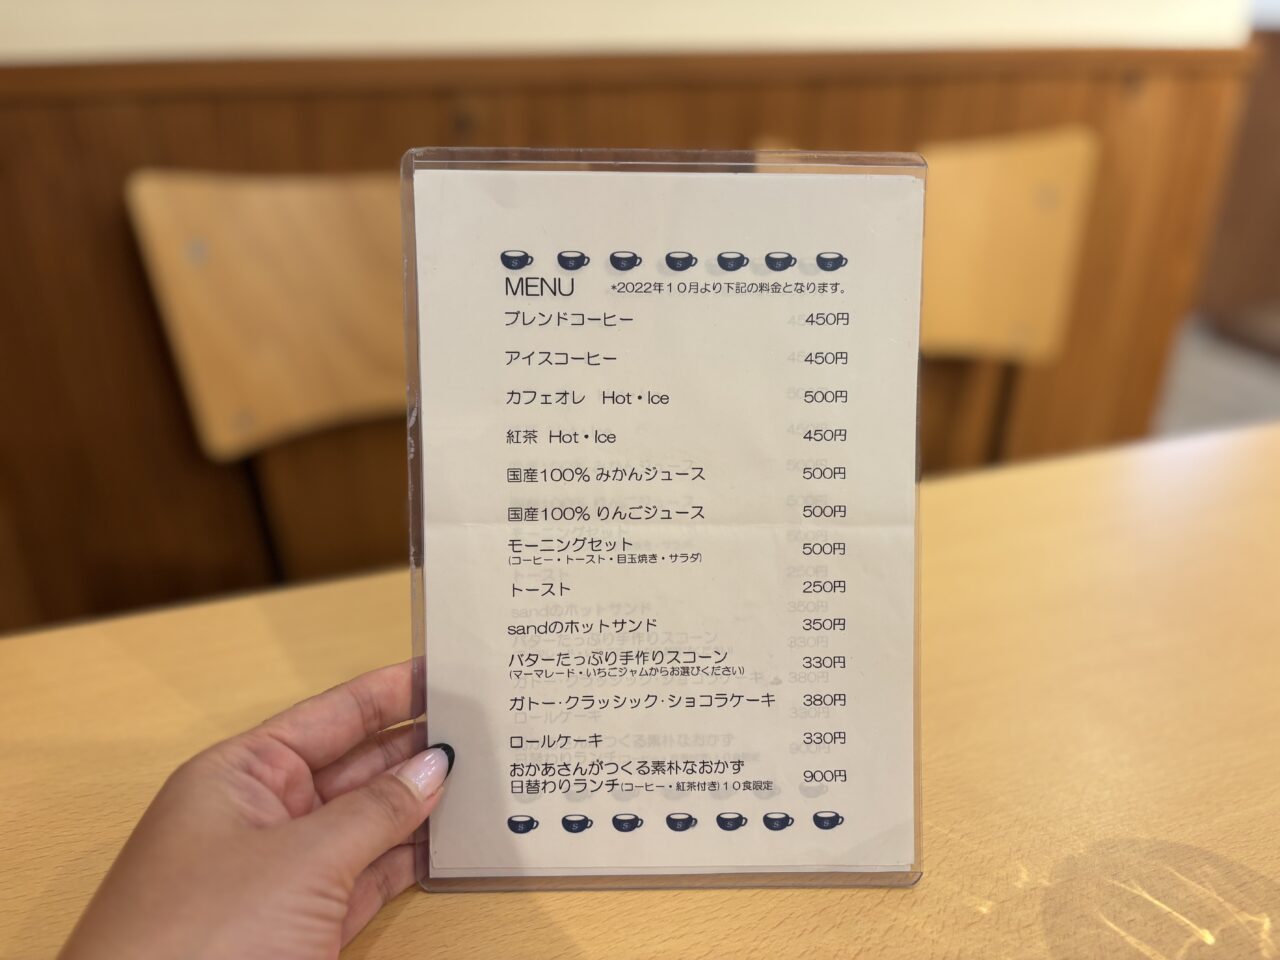 MENU *2022年10月より下記の料金となります。
ブレンドコーヒー 450円
アイスコーヒー 450円
カフェオレ Hot・Ice 500円
紅茶 Hot・Ice 450円
国産100% みかんジュース 500円
国産100% りんごジュース 500円
モーニングセット 500円
(コーヒー・トースト・目玉焼き・サラダ)
トースト 250円
sandのホットサンド 350円
バターたっぷり手作りスコーン 330円
(マーマレード・いちごジャムからお選びください)
ガトー・クラッシック・ショコラケーキ 380円
ロールケーキ 330円
おかあさんがつくる素朴なおかず
日替わりランチ(コーヒー・紅茶付き)10食限定 900円